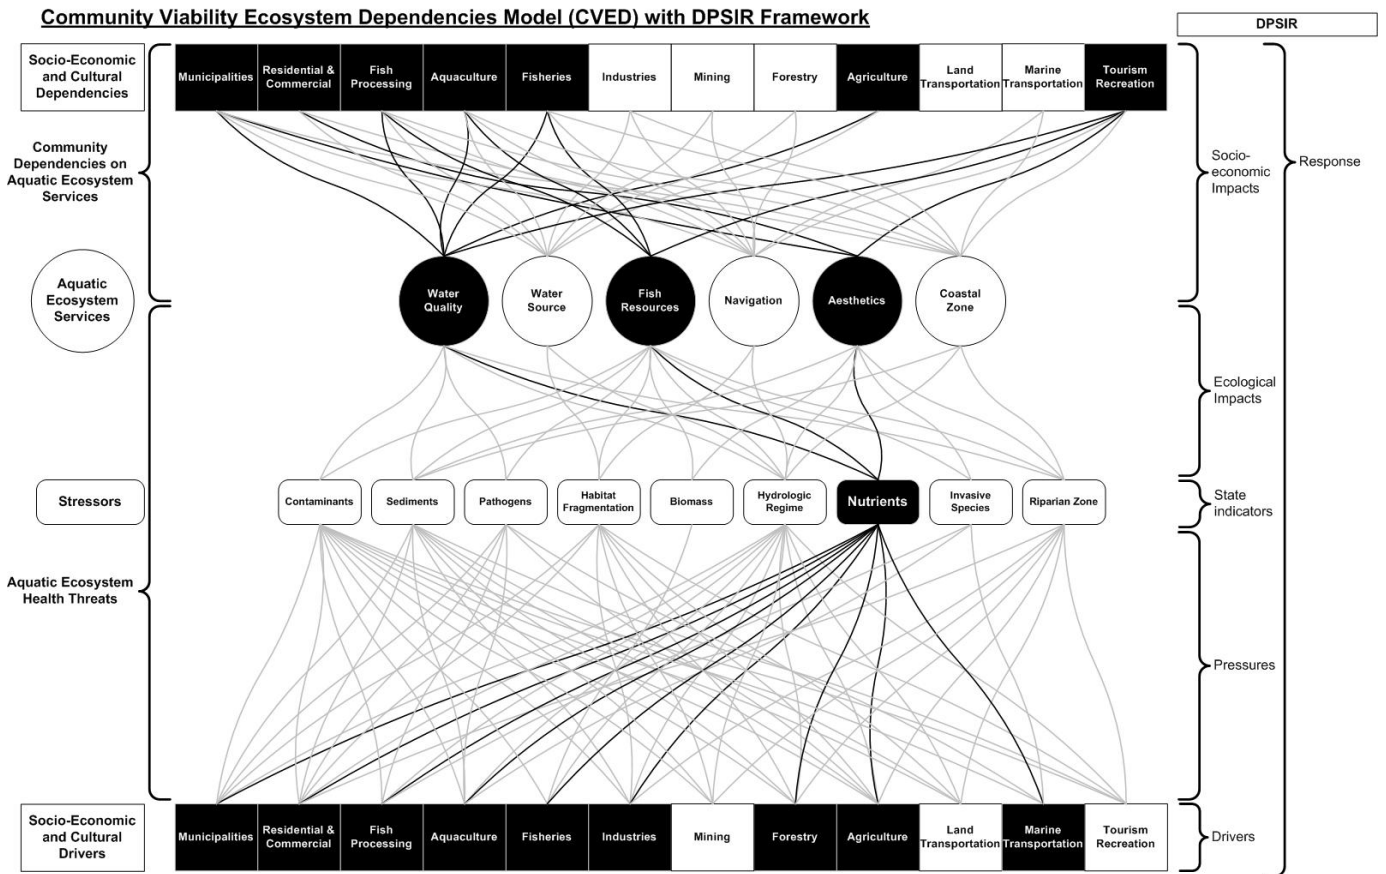 Community Viability Ecosystem Dependencies Model (CVED) with DPSIR Framework
DPSIR
Socio-Economic
and Cultural
Dependencies
Municipalities
Residential &
Commercial
Fish
Processing
Aquaculture
Fisheries
Industries
Mining
Forestry
Agriculture
Land
Transportation
Marine
Transportation
Tourism
Recreation
Community
Dependencies on
Aquatic Ecosystem
Services
Socio-
economic
Impacts
Response
Aquatic
Ecosystem
Services
Water
Quality
Water
Source
Fish
Resources
Navigation
Aesthetics
Coastal
Zone
Ecological
Impacts
Stressors
Contaminants
Sediments
Pathogens
Habitat
Fragmentation
Biomass
Hydrologic
Regime
Nutrients
Invasive
Species
Riparian Zone
State
indicators
Aquatic Ecosystem
Health Threats
Pressures
Socio-Economic
and Cultural
Drivers
Municipalities
Residential &
Commercial
Fish
Processing
Aquaculture
Fisheries
Industries
Mining
Forestry
Agriculture
Land
Transportation
Marine
Transportation
Tourism
Recreation
Drivers